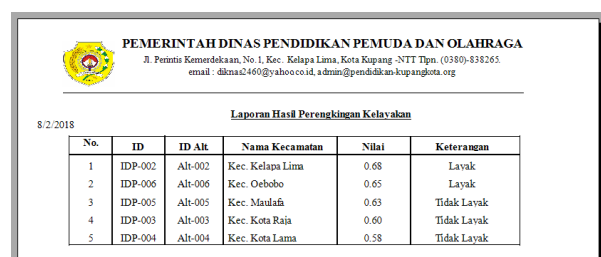 PEMERINTAH DINAS PENDIDIKAN PEMUDA DAN OLAHRAGA
Jl. Perintis Kemerdekaan, No. 1, Kec. Kelapa Lima, Kota Kupang -NTT Tlpn. (0380)-838265.
email : diknas2460@yahoo.co.id, admin@pendidikan-kupangkota.org
Laporan Hasil Perengkingan Kelayakan
8/2/2018
No. ID ID Alt. Nama Kecamatan Nilai Keterangan
1 IDP-002 Alt-002 Kec. Kelapa Lima 0.68 Layak
2 IDP-006 Alt-006 Kec. Oebobo 0.65 Layak
3 IDP-005 Alt-005 Kec. Maulafa 0.63 Tidak Layak
4 IDP-003 Alt-003 Kec. Kota Raja 0.60 Tidak Layak
5 IDP-004 Alt-004 Kec. Kota Lama 0.58 Tidak Layak